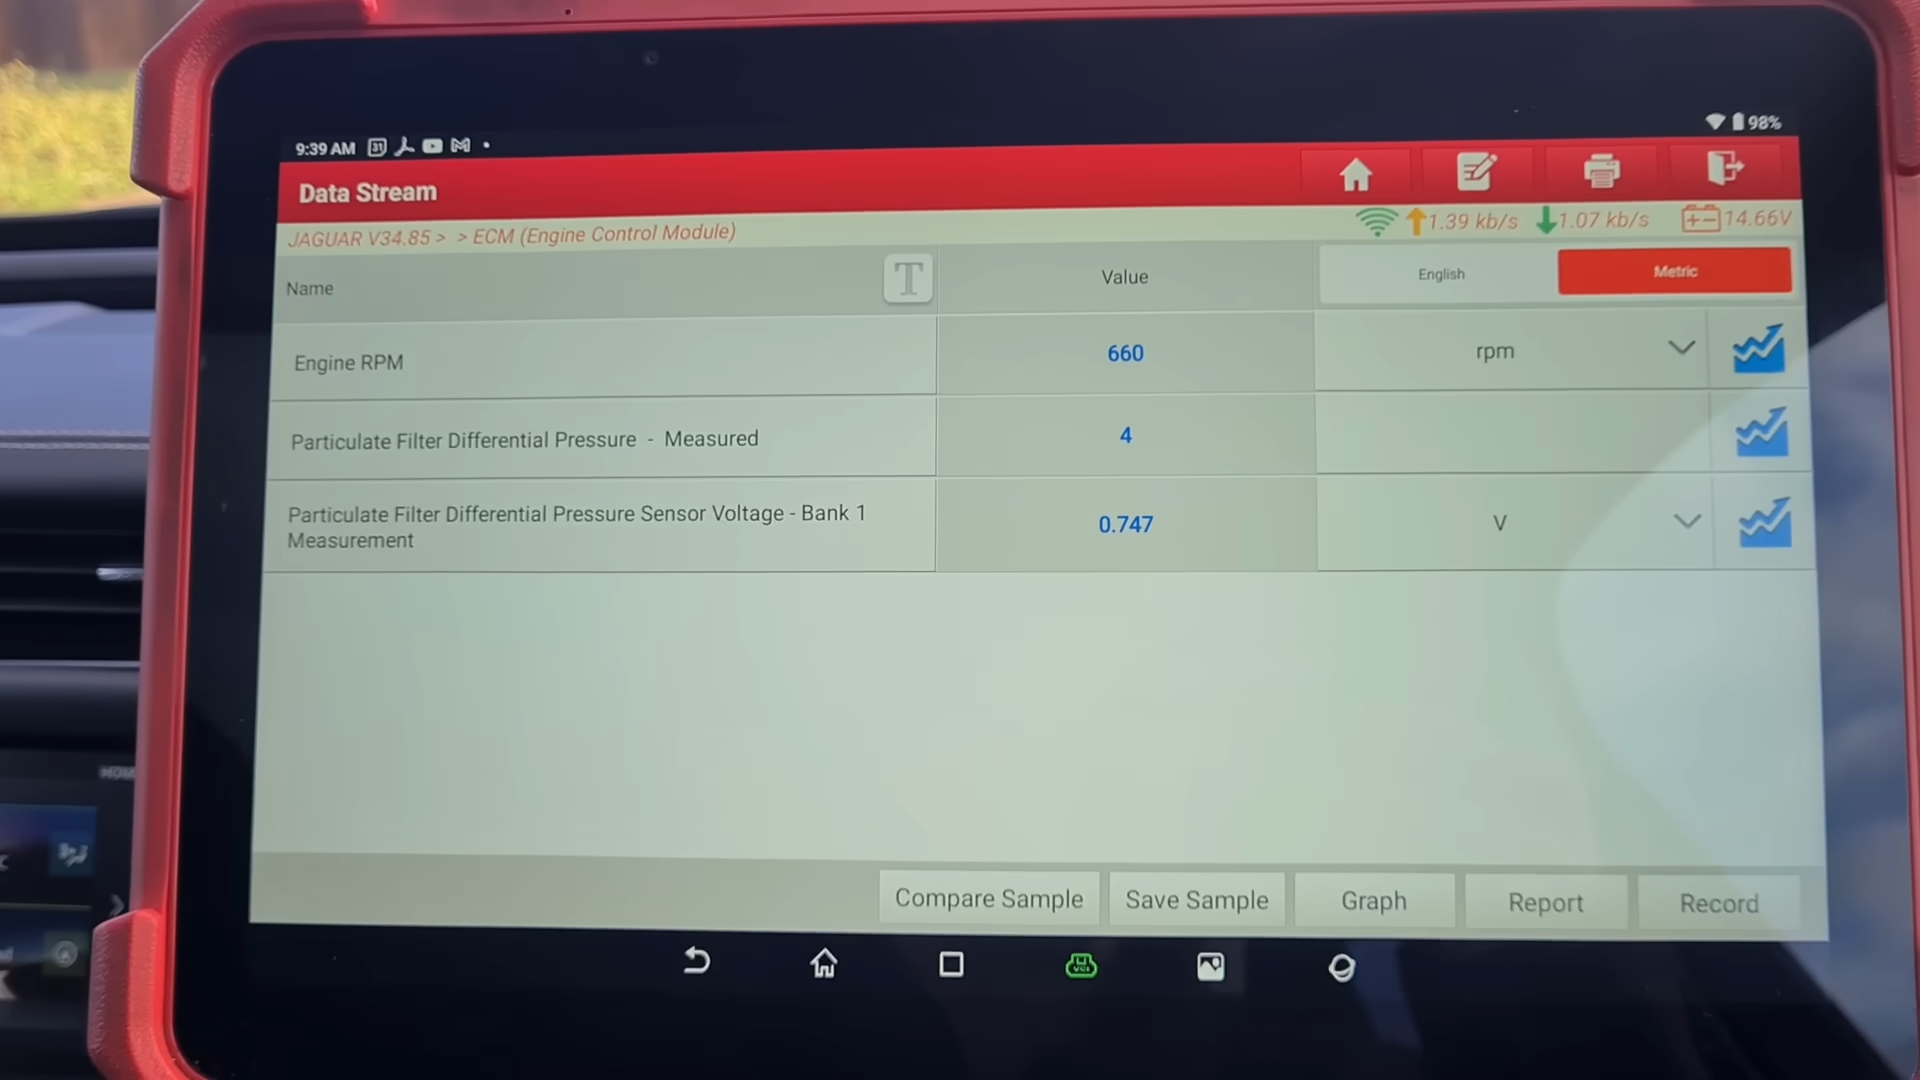 9:39 AM 31
98%
Data Stream
JAGUAR V34.85 > > ECM (Engine Control Module)
1.39 kb/s 1.07 kb/s 14.66V
Name T Value English Metric
Engine RPM 660 rpm
Particulate Filter Differential Pressure - Measured 4
Particulate Filter Differential Pressure Sensor Voltage - Bank 1
Measurement
0.747 V
Compare Sample Save Sample Graph Report Record
VCI